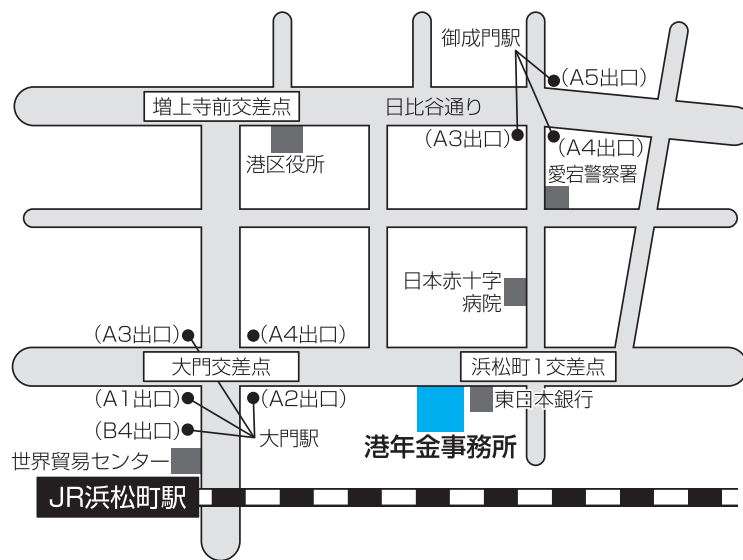 御成門駅
(A5出口)
増上寺前交差点
日比谷通り
(A3出口)
(A4出口)
港区役所
愛宕警察署
日本赤十字
病院
(A3出口)
(A4出口)
大門交差点
浜松町1交差点
(A1出口)
(A2出口)
東日本銀行
(B4出口)
大門駅
港年金事務所
世界貿易センター
JR浜松町駅